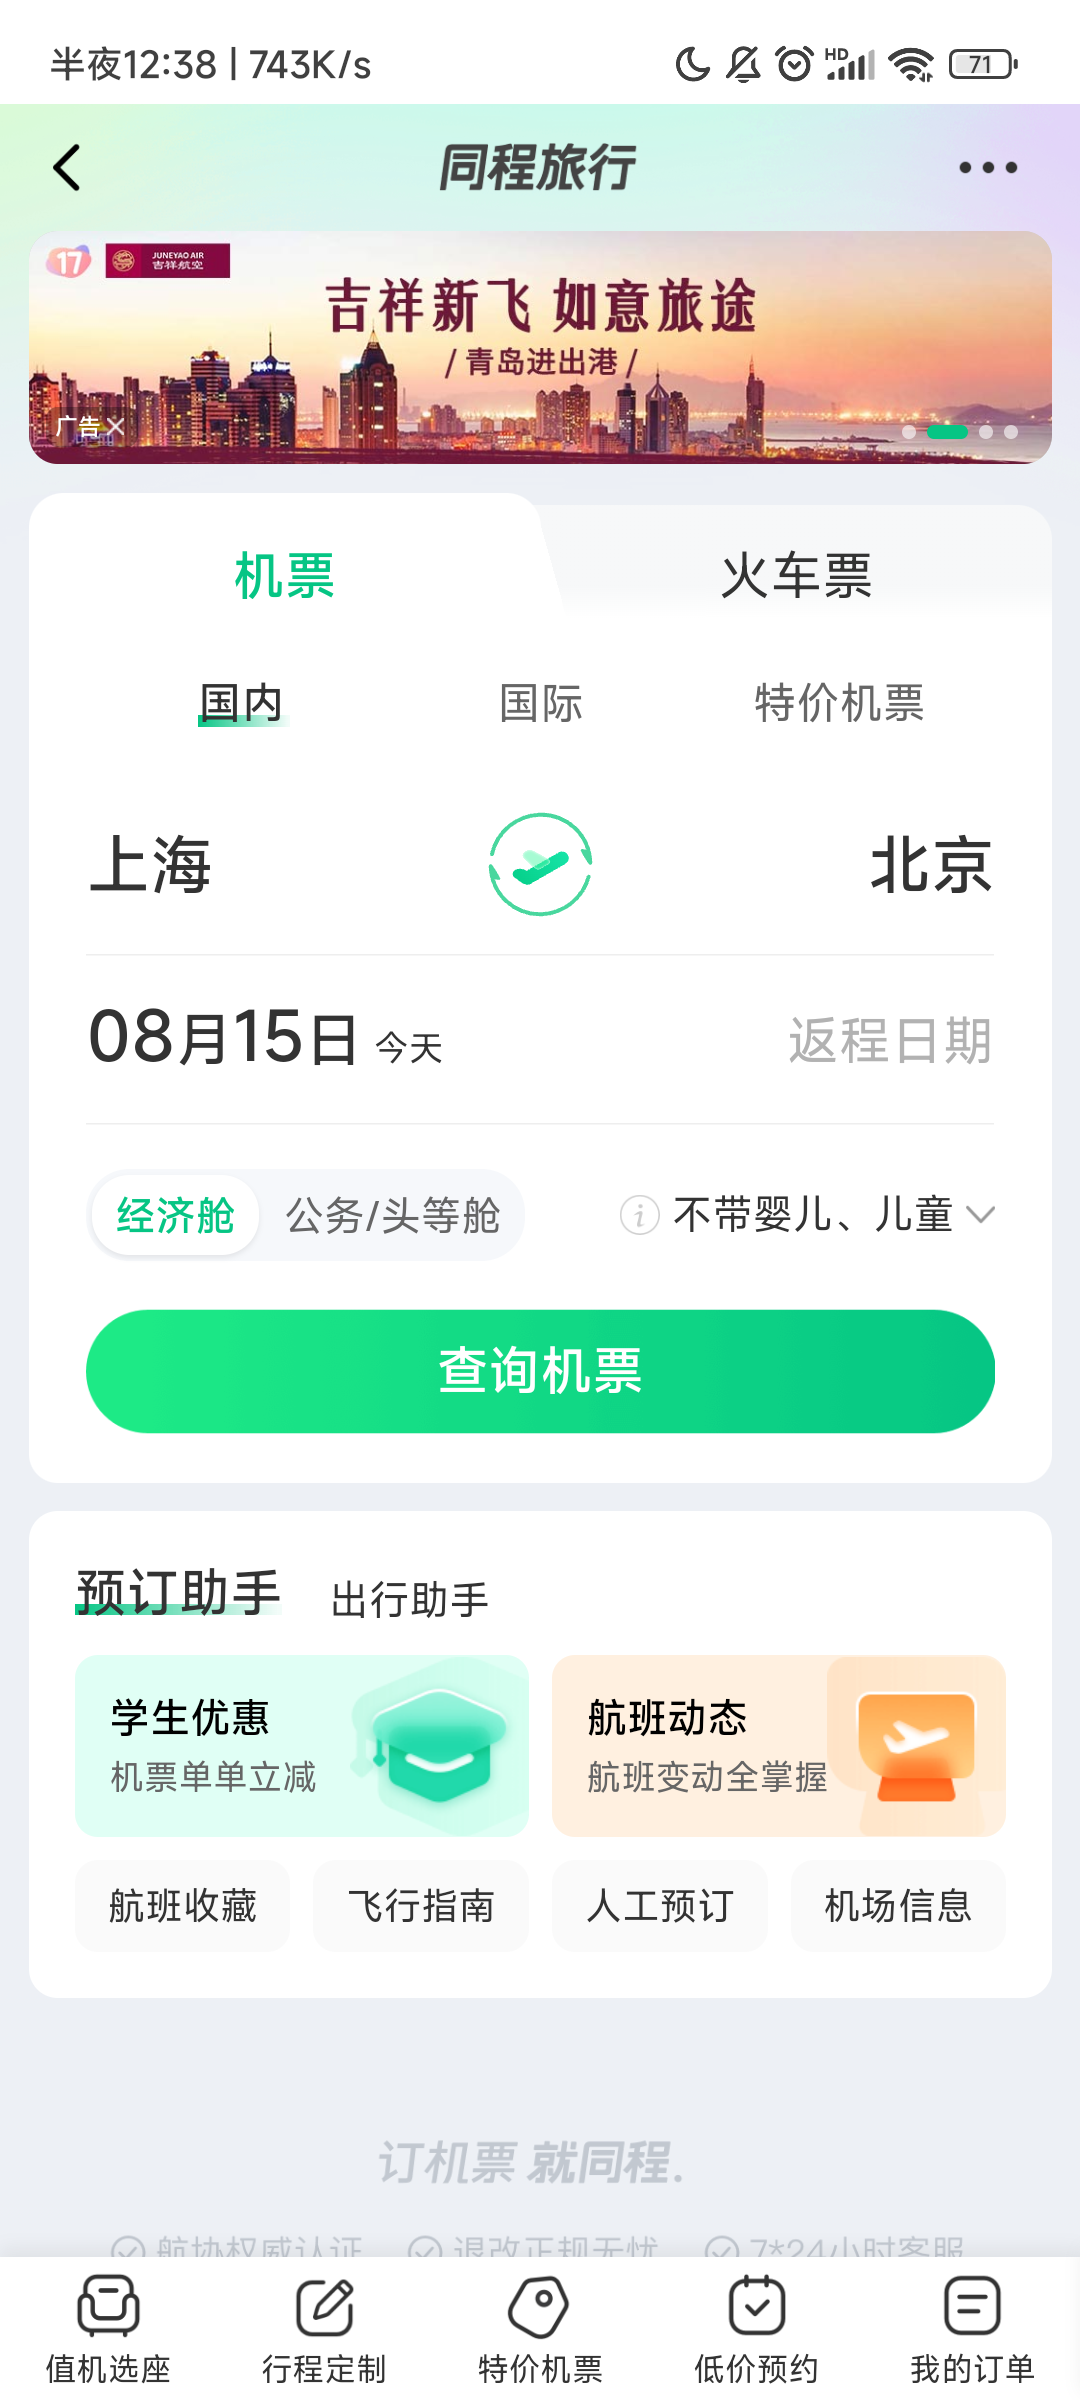 半夜12:38 | 743K/s
HD
71
同程旅行
17
JUNEYAO AIR
吉祥航空
吉祥新飞 如意旅途
/ 青岛进出港 /
广告
机票
火车票
国内
国际
特价机票
上海
北京
08月15日 今天
返程日期
经济舱
公务/头等舱
不带婴儿、儿童
查询机票
预订助手
出行助手
学生优惠
机票单单立减
航班动态
航班变动全掌握
航班收藏
飞行指南
人工预订
机场信息
订机票 就同程.
航协权威认证
退改正规无忧
7*24小时客服
值机选座
行程定制
特价机票
低价预约
我的订单